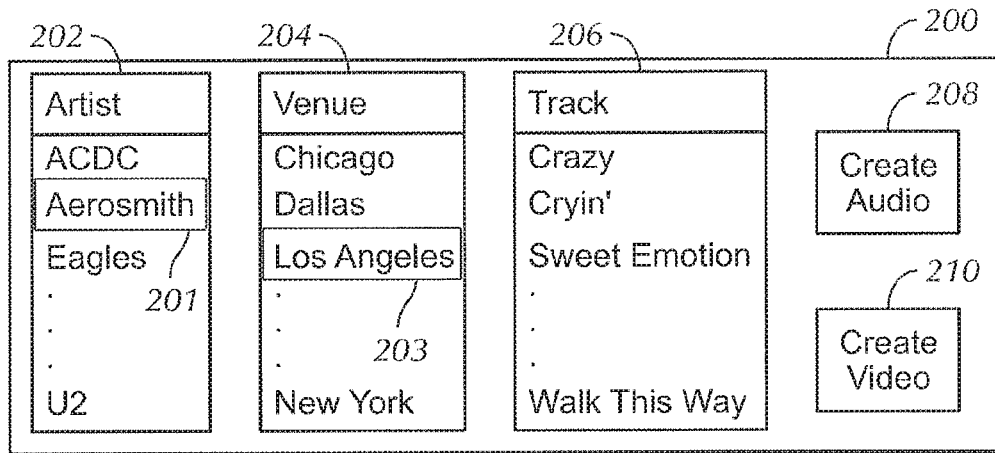 202
204
206
200
Artist
Venue
Track
208
ACDC
Chicago
Crazy
Create
Audio
Aerosmith
Dallas
Cryin'
Eagles
Los Angeles
Sweet Emotion
201
203
210
Create
Video
.
.
.
.
.
.
.
.
.
U2
New York
Walk This Way